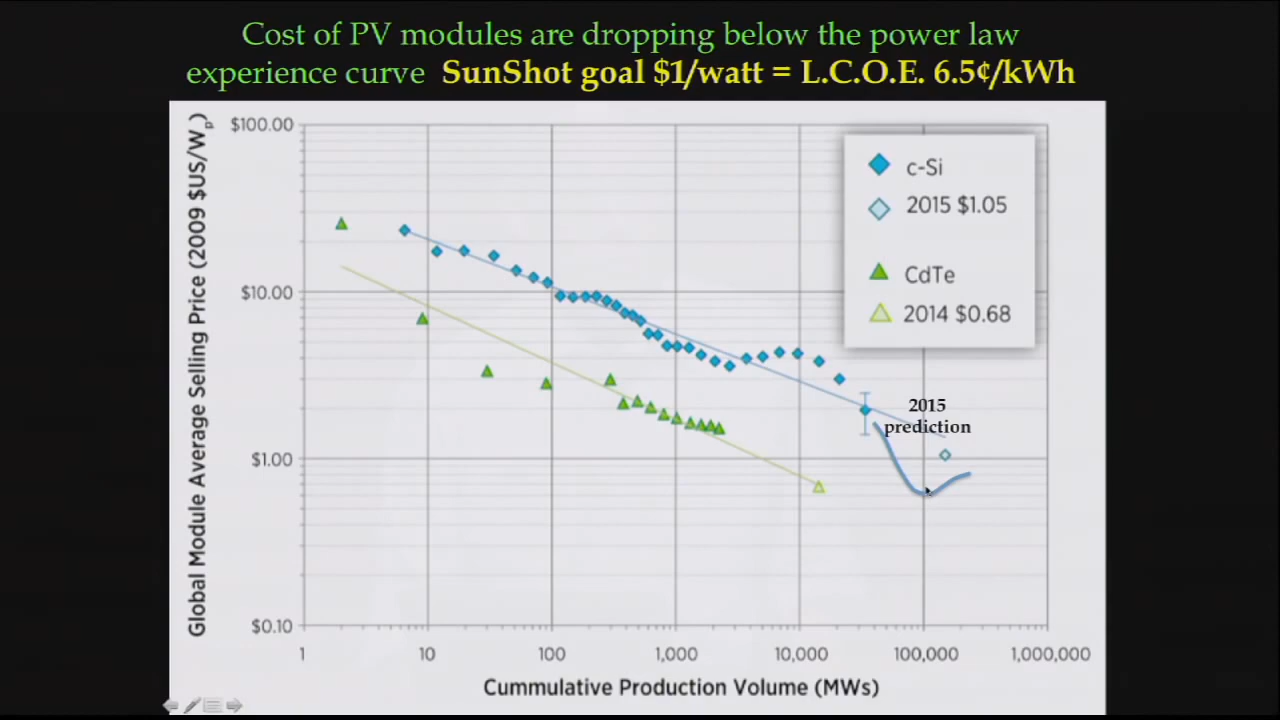 Cost of PV modules are dropping below the power law
experience curve SunShot goal $1/watt = L.C.O.E. 6.5¢/kWh
Global Module Average Selling Price (2009 $US/Wp)
$100.00
$10.00
$1.00
$0.10
c-Si
2015 $1.05
CdTe
2014 $0.68
2015
prediction
1
10
100
1,000
10,000
100,000
1,000,000
Cummulative Production Volume (MWs)